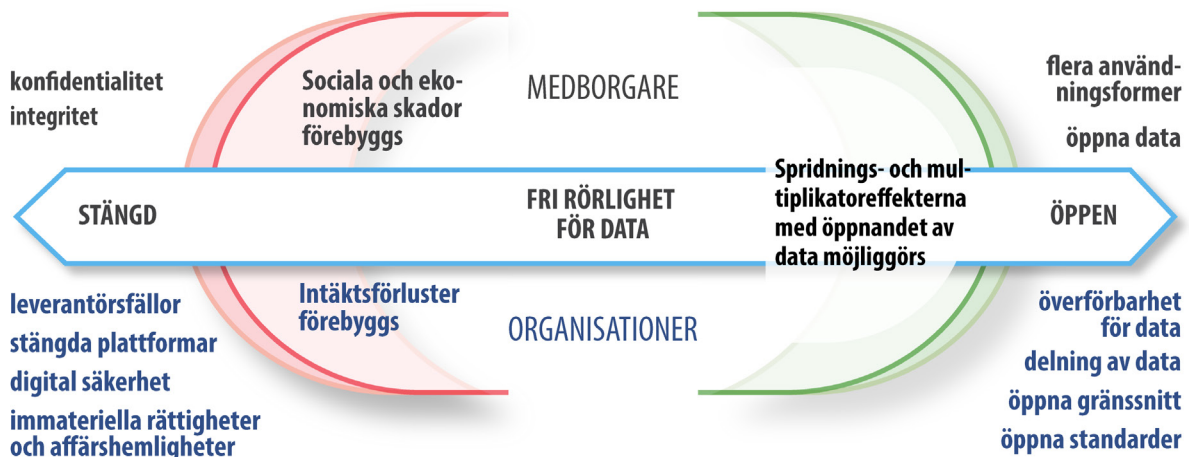 konfidentialitet
integritet
Sociala och eko-
nomiska skador
förebyggs
MEDBORGARE
flera använd-
ningsformer
öppna data
STÄNGD
FRI RÖRLIGHET
FÖR DATA
Spridnings- och mul-
tiplikatoreffekterna
med öppnandet av
data möjliggörs
ÖPPEN
leverantörsfällor
stängda plattformar
digital säkerhet
immateriella rättigheter
och affärshemligheter
Intäktsförluster
förebyggs
ORGANISATIONER
överförbarhet
för data
delning av data
öppna gränssnitt
öppna standarder